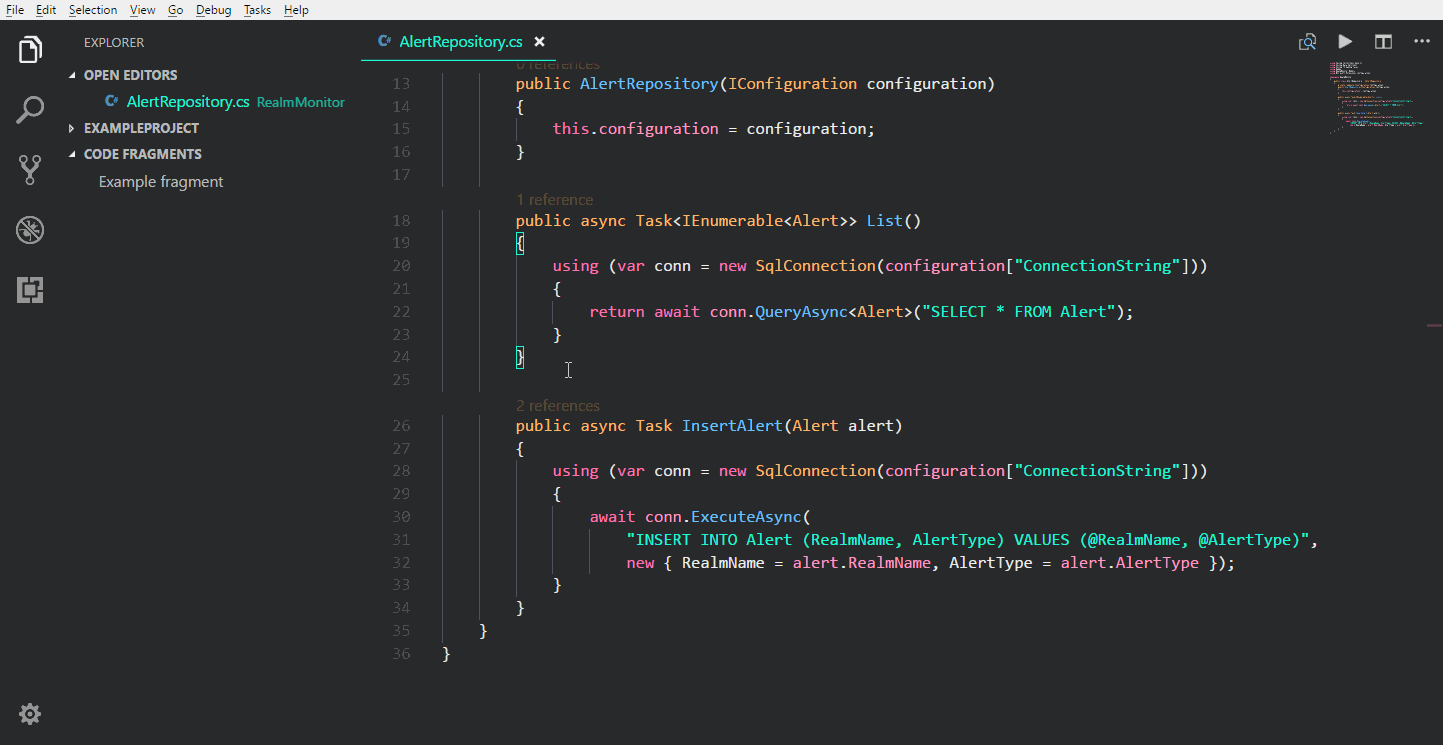 File Edit Selection View Go Debug Tasks Help
EXPLORER
OPEN EDITORS
AlertRepository.cs RealmMonitor
EXAMPLEPROJECT
CODE FRAGMENTS
Example fragment
AlertRepository.cs
0 references
13 public AlertRepository(IConfiguration configuration)
14 {
15 this.configuration = configuration;
16 }
17
1 reference
18 public async Task<IEnumerable<Alert>> List()
19 {
20 using (var conn = new SqlConnection(configuration["ConnectionString"]))
21 {
22 return await conn.QueryAsync<Alert>("SELECT * FROM Alert");
23 }
24 }
25
2 references
26 public async Task InsertAlert(Alert alert)
27 {
28 using (var conn = new SqlConnection(configuration["ConnectionString"]))
29 {
30 await conn.ExecuteAsync(
31 "INSERT INTO Alert (RealmName, AlertType) VALUES (@RealmName, @AlertType)",
32 new { RealmName = alert.RealmName, AlertType = alert.AlertType });
33 }
34 }
35 }
36 }